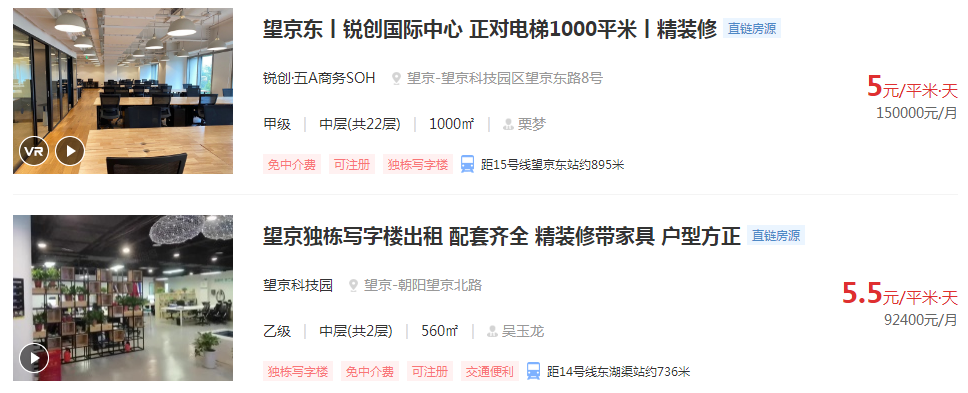 望京东丨锐创国际中心 正对电梯1000平米丨精装修 直链房源
锐创·五A商务SOH 望京-望京科技园区望京东路8号
5元/平米·天
150000元/月
甲级 中层(共22层) 1000㎡ 栗梦
VR
免中介费 可注册 独栋写字楼 距15号线望京东站约895米
望京独栋写字楼出租 配套齐全 精装修带家具 户型方正 直链房源
望京科技园 望京-朝阳望京北路
5.5元/平米·天
92400元/月
乙级 中层(共2层) 560㎡ 吴玉龙
独栋写字楼 免中介费 可注册 交通便利 距14号线东湖渠站约736米